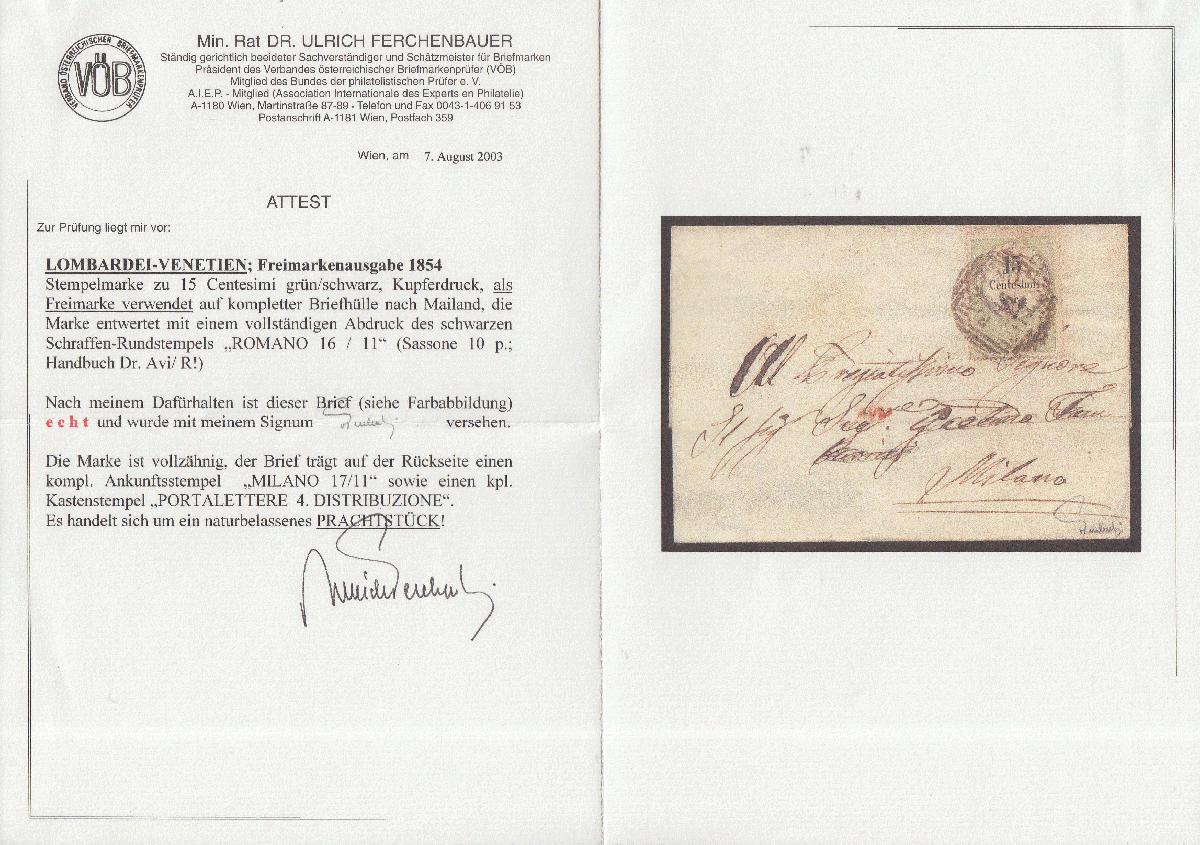 VERBAND ÖSTERREICHISCHER BRIEFMARKENPRÜFER
VÖB
Min. Rat DR. ULRICH FERCHENBAUER
Ständig gerichtlich beeideter Sachverständiger und Schätzmeister für Briefmarken
Präsident des Verbandes österreichischer Briefmarkenprüfer (VÖB)
Mitglied des Bundes der philatelistischen Prüfer e. V.
A.I.E.P. - Mitglied (Association Internationale des Experts en Philatelie)
A-1180 Wien, Martinstraße 87-89 - Telefon und Fax 0043-1-406 91 53
Postanschrift A-1181 Wien, Postfach 359
Wien, am 7. August 2003
ATTEST
Zur Prüfung liegt mir vor:
LOMBARDEI-VENETIEN; Freimarkenausgabe 1854
Stempelmarke zu 15 Centesimi grün/schwarz, Kupferdruck, als
Freimarke verwendet auf kompletter Briefhülle nach Mailand, die
Marke entwertet mit einem vollständigen Abdruck des schwarzen
Schraffen-Rundstempels „ROMANO 16 / 11“ (Sassone 10 p.;
Handbuch Dr. Avi/ R!)
Nach meinem Dafürhalten ist dieser Brief (siehe Farbabbildung)
echt und wurde mit meinem Signum versehen.
Die Marke ist vollzähnig, der Brief trägt auf der Rückseite einen
kompl. Ankunftsstempel „MILANO 17/11“ sowie einen kpl.
Kastenstempel „PORTALETTERE 4. DISTRIBUZIONE“.
Es handelt sich um ein naturbelassenes PRACHTSTÜCK!
15
Centesimi
Milano